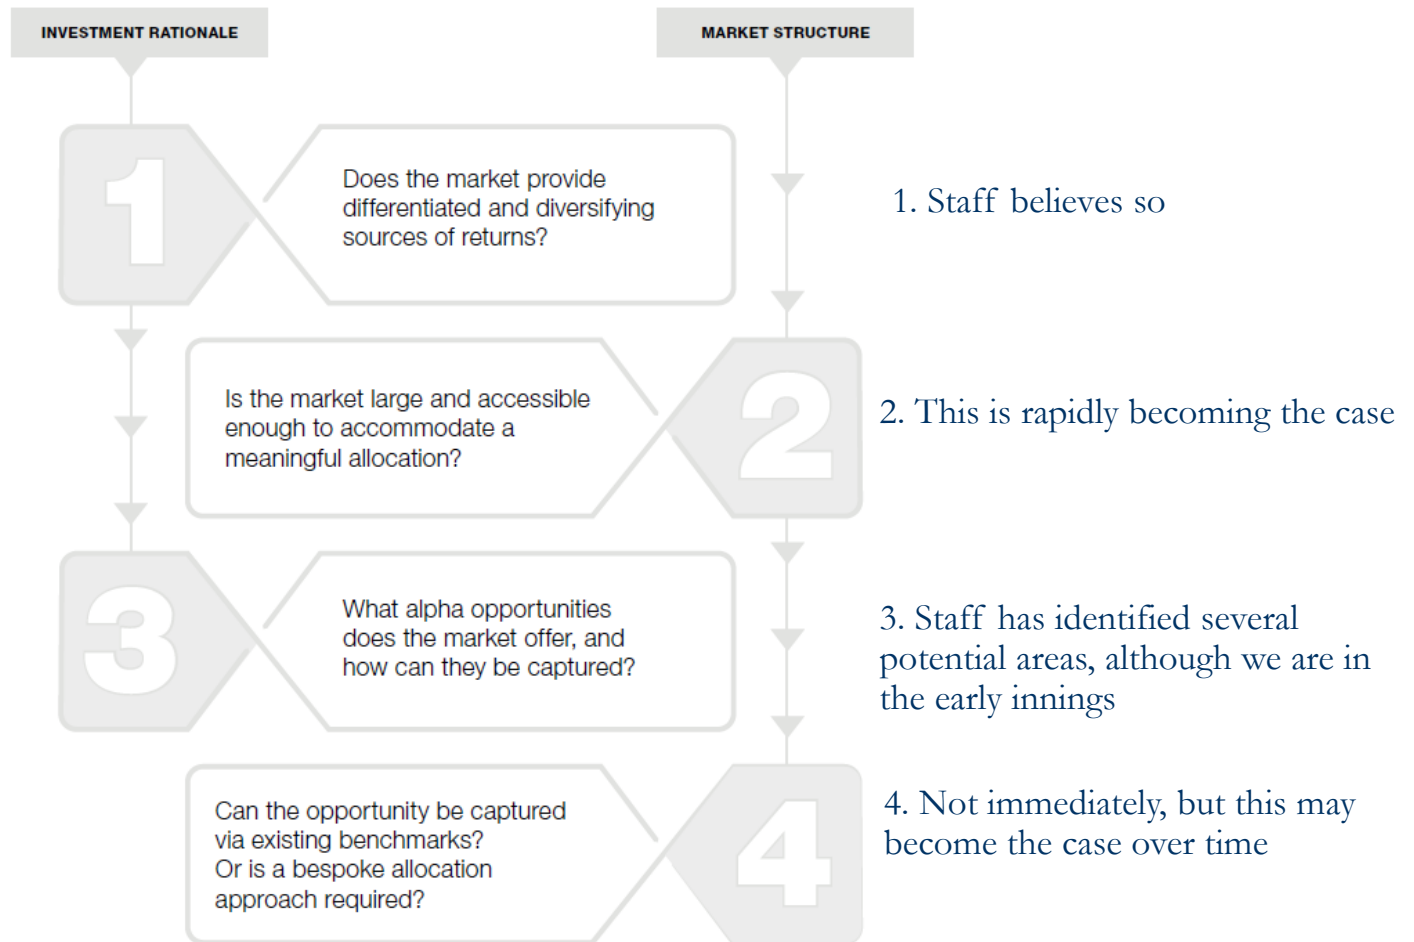 INVESTMENT RATIONALE
MARKET STRUCTURE
1
Does the market provide
differentiated and diversifying
sources of returns?
1. Staff believes so
Is the market large and accessible
enough to accommodate a
meaningful allocation?
2
2. This is rapidly becoming the case
3
What alpha opportunities
does the market offer, and
how can they be captured?
3. Staff has identified several
potential areas, although we are in
the early innings
Can the opportunity be captured
via existing benchmarks?
Or is a bespoke allocation
approach required?
4
4. Not immediately, but this may
become the case over time